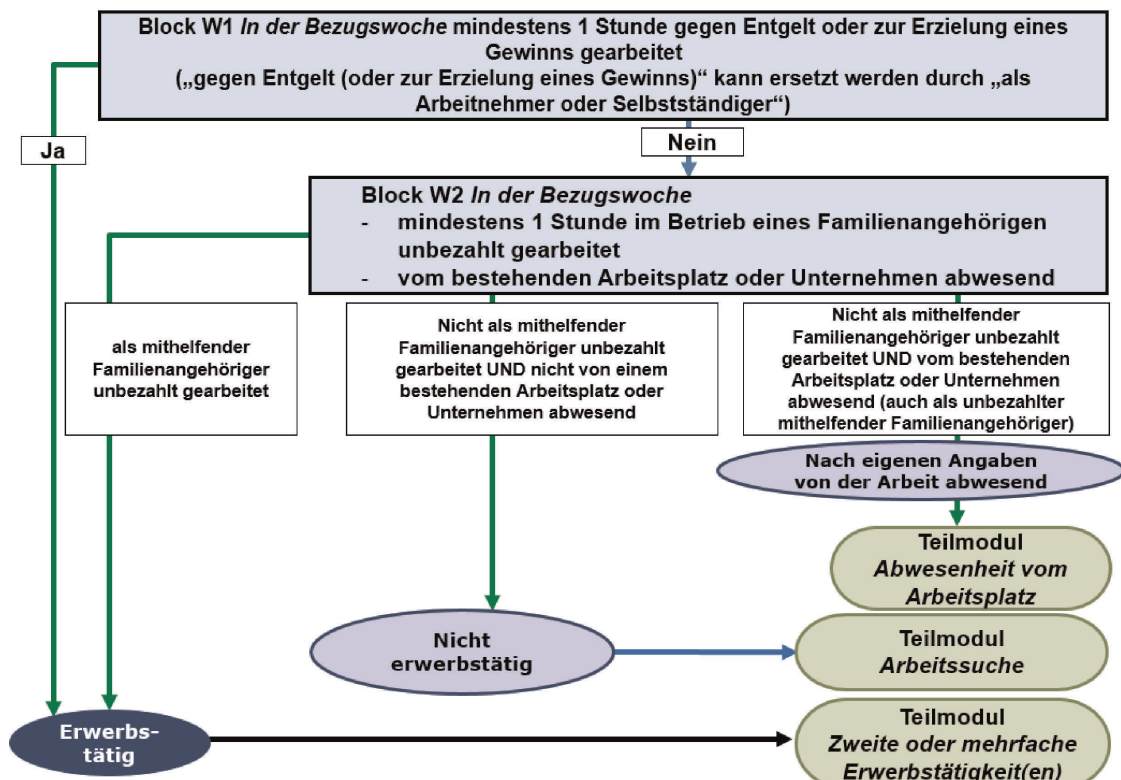 Block W1 In der Bezugswoche mindestens 1 Stunde gegen Entgelt oder zur Erzielung eines
Gewinns gearbeitet
(„gegen Entgelt (oder zur Erzielung eines Gewinns)“ kann ersetzt werden durch „als
Arbeitnehmer oder Selbstständiger“)
Ja
Nein
Block W2 In der Bezugswoche
- mindestens 1 Stunde im Betrieb eines Familienangehörigen
unbezahlt gearbeitet
- vom bestehenden Arbeitsplatz oder Unternehmen abwesend
als mithelfender
Familienangehöriger
unbezahlt gearbeitet
Nicht als mithelfender
Familienangehöriger unbezahlt
gearbeitet UND nicht von einem
bestehenden Arbeitsplatz oder
Unternehmen abwesend
Nicht als mithelfender
Familienangehöriger unbezahlt
gearbeitet UND vom bestehenden
Arbeitsplatz oder Unternehmen
abwesend (auch als unbezahlter
mithelfender Familienangehöriger)
Nach eigenen Angaben
von der Arbeit abwesend
Teilmodul
Abwesenheit vom
Arbeitsplatz
Nicht
erwerbstätig
Teilmodul
Arbeitssuche
Erwerbs-
tätig
Teilmodul
Zweite oder mehrfache
Erwerbstätigkeit(en)